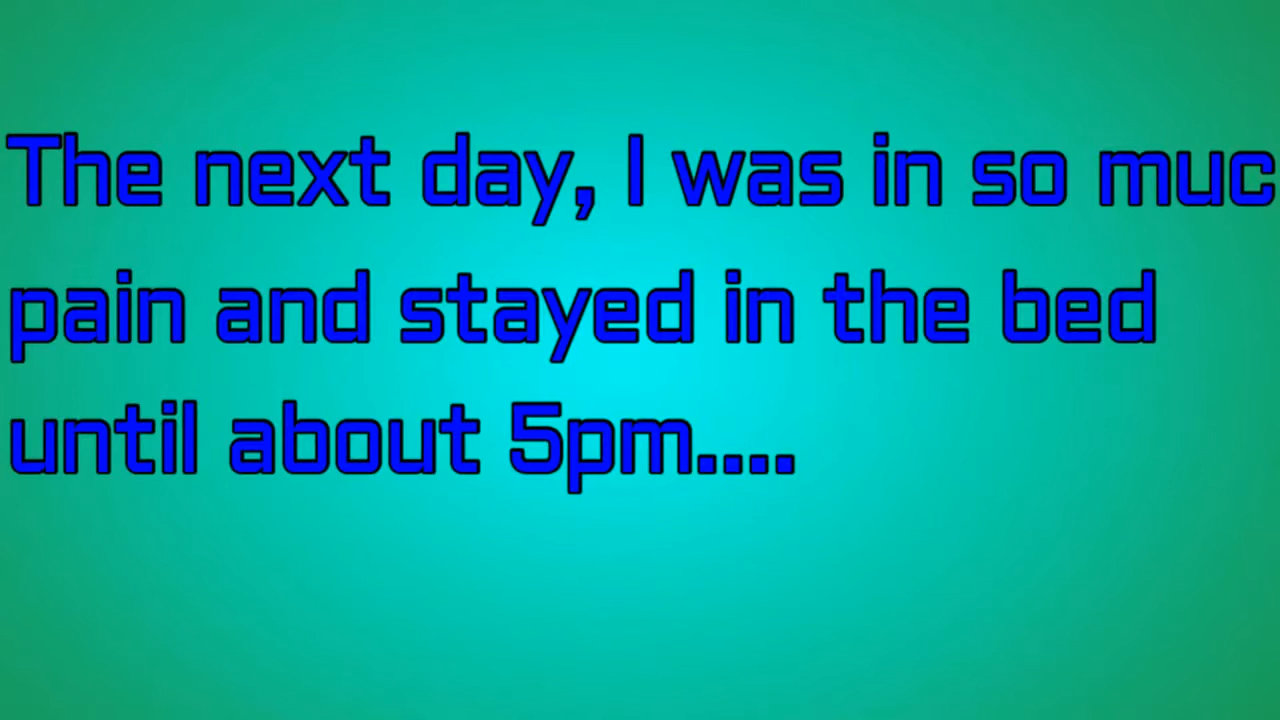 The next day, I was in so muc
pain and stayed in the bed
until about 5pm....